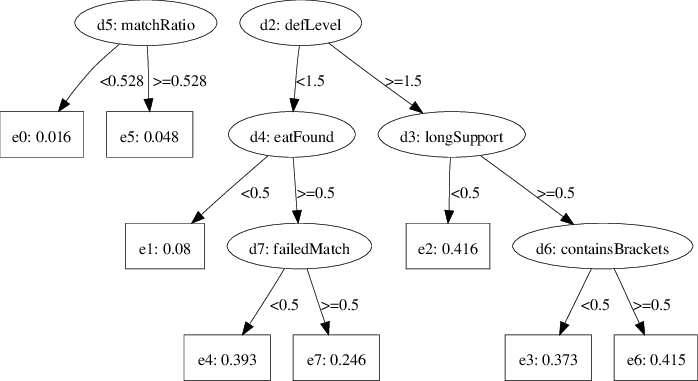 d5: matchRatio
d2: defLevel
<0.528
>=0.528
<1.5
>=1.5
e0: 0.016
e5: 0.048
d4: eatFound
d3: longSupport
<0.5
>=0.5
<0.5
>=0.5
e1: 0.08
d7: failedMatch
e2: 0.416
d6: containsBrackets
<0.5
>=0.5
<0.5
>=0.5
e4: 0.393
e7: 0.246
e3: 0.373
e6: 0.415